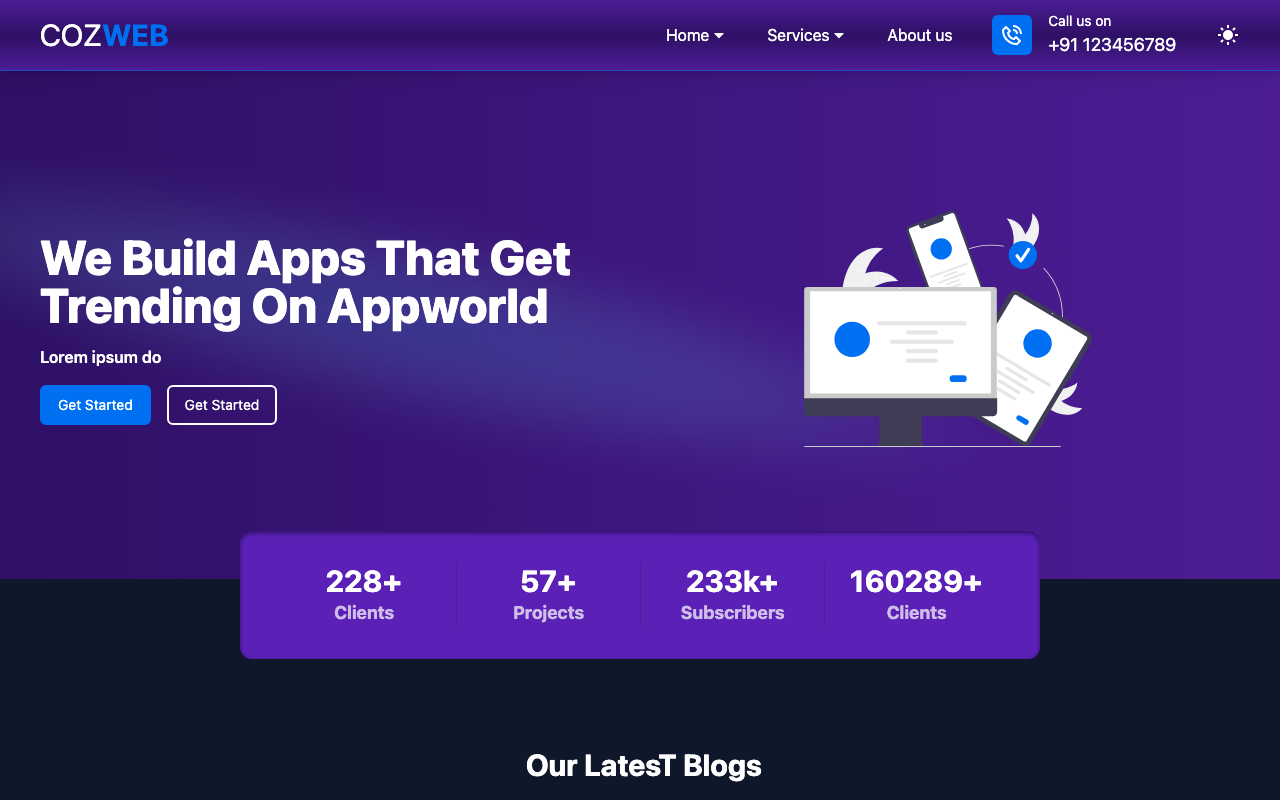 COZWEB
Home
Services
About us
Call us on
+91 123456789
We Build Apps That Get
Trending On Appworld
Lorem ipsum do
Get Started
Get Started
228+
Clients
57+
Projects
233k+
Subscribers
160289+
Clients
Our LatesT Blogs